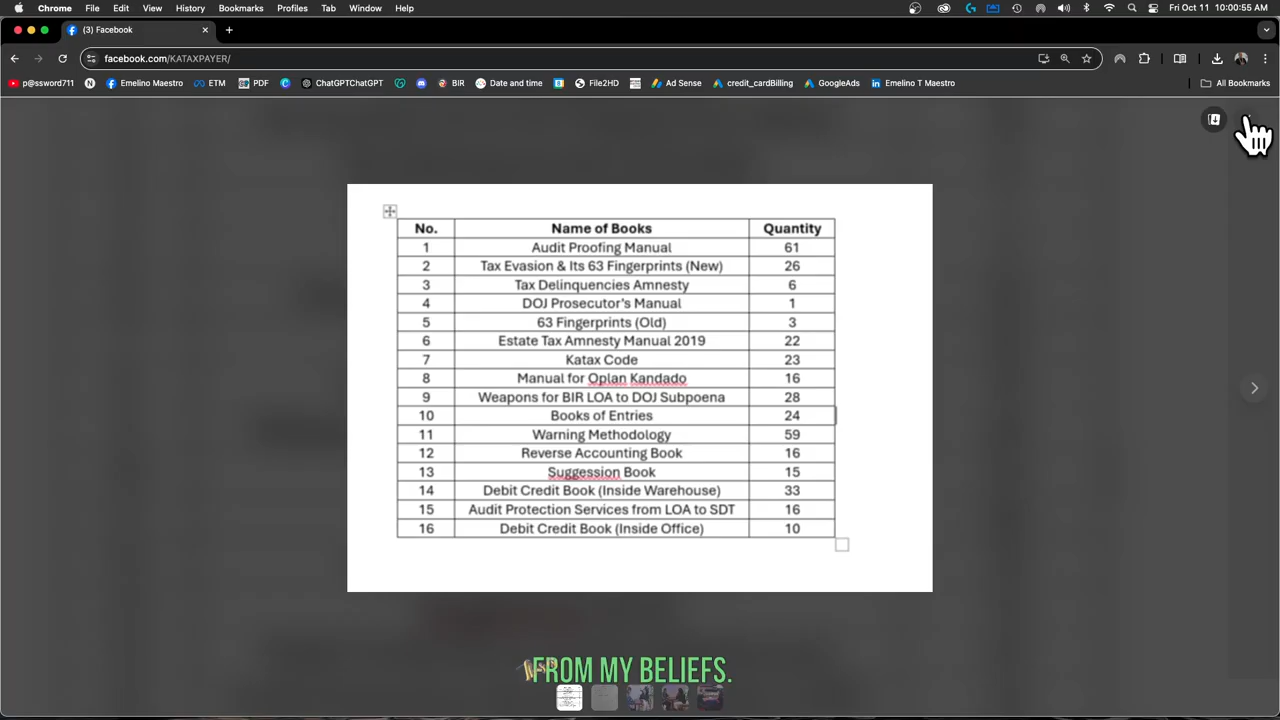 Chrome File Edit View History Bookmarks Profiles Tab Window Help Fri Oct 11 10:00:55 AM
(3) Facebook
facebook.com/KATAXPAYER/
p@ssword711 Emelino Maestro ETM PDF ChatGPTChatGPT BIR Date and time File2HD Ad Sense credit_cardBilling GoogleAds Emelino T Maestro All Bookmarks
No. Name of Books Quantity
1 Audit Proofing Manual 61
2 Tax Evasion & Its 63 Fingerprints (New) 26
3 Tax Delinquencies Amnesty 6
4 DOJ Prosecutor's Manual 1
5 63 Fingerprints (Old) 3
6 Estate Tax Amnesty Manual 2019 22
7 Katax Code 23
8 Manual for Oplan Kandado 16
9 Weapons for BIR LOA to DOJ Subpoena 28
10 Books of Entries 24
11 Warning Methodology 59
12 Reverse Accounting Book 16
13 Suggession Book 15
14 Debit Credit Book (Inside Warehouse) 33
15 Audit Protection Services from LOA to SDT 16
16 Debit Credit Book (Inside Office) 10
FROM MY BELIEFS.